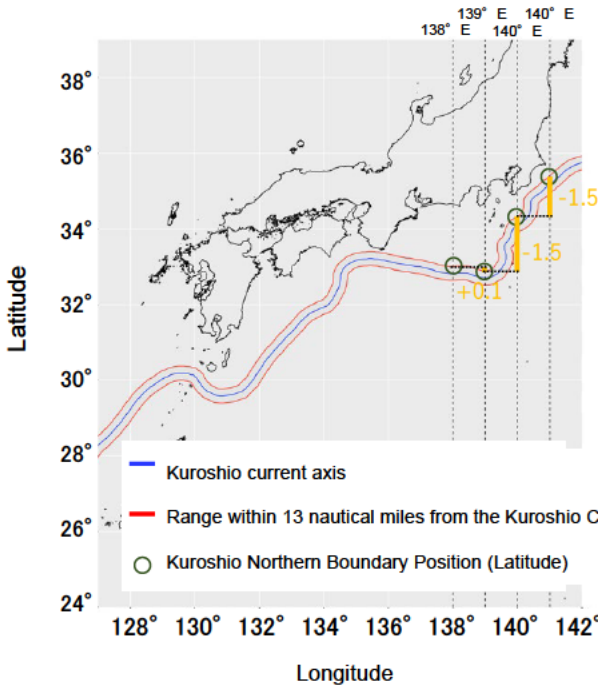 139° E 140° E
138° E 140° E
38°
36°
34°
32°
30°
28°
26°
24°
Latitude
-1.5
-1.5
+0.1
Kuroshio current axis
Range within 13 nautical miles from the Kuroshio C
Kuroshio Northern Boundary Position (Latitude)
128° 130° 132° 134° 136° 138° 140° 142°
Longitude